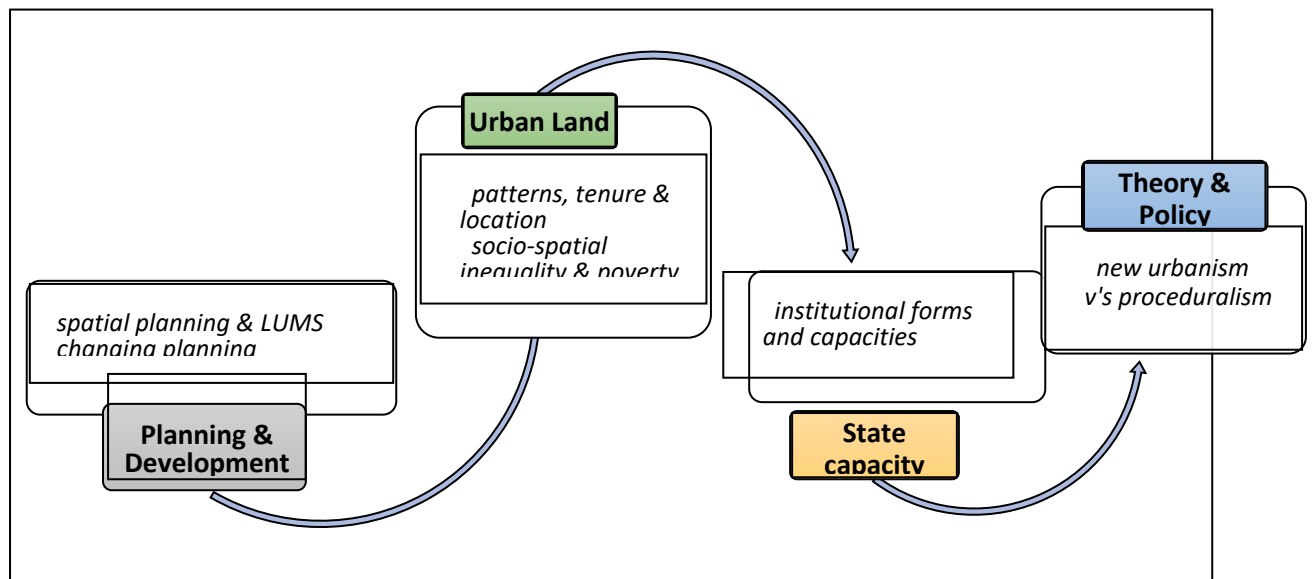 spatial planning & LUMS
changing planning
Planning &
Development
Urban Land
patterns, tenure &
location
socio-spatial
inequality & poverty
institutional forms
and capacities
State
capacity
Theory &
Policy
new urbanism
v's proceduralism